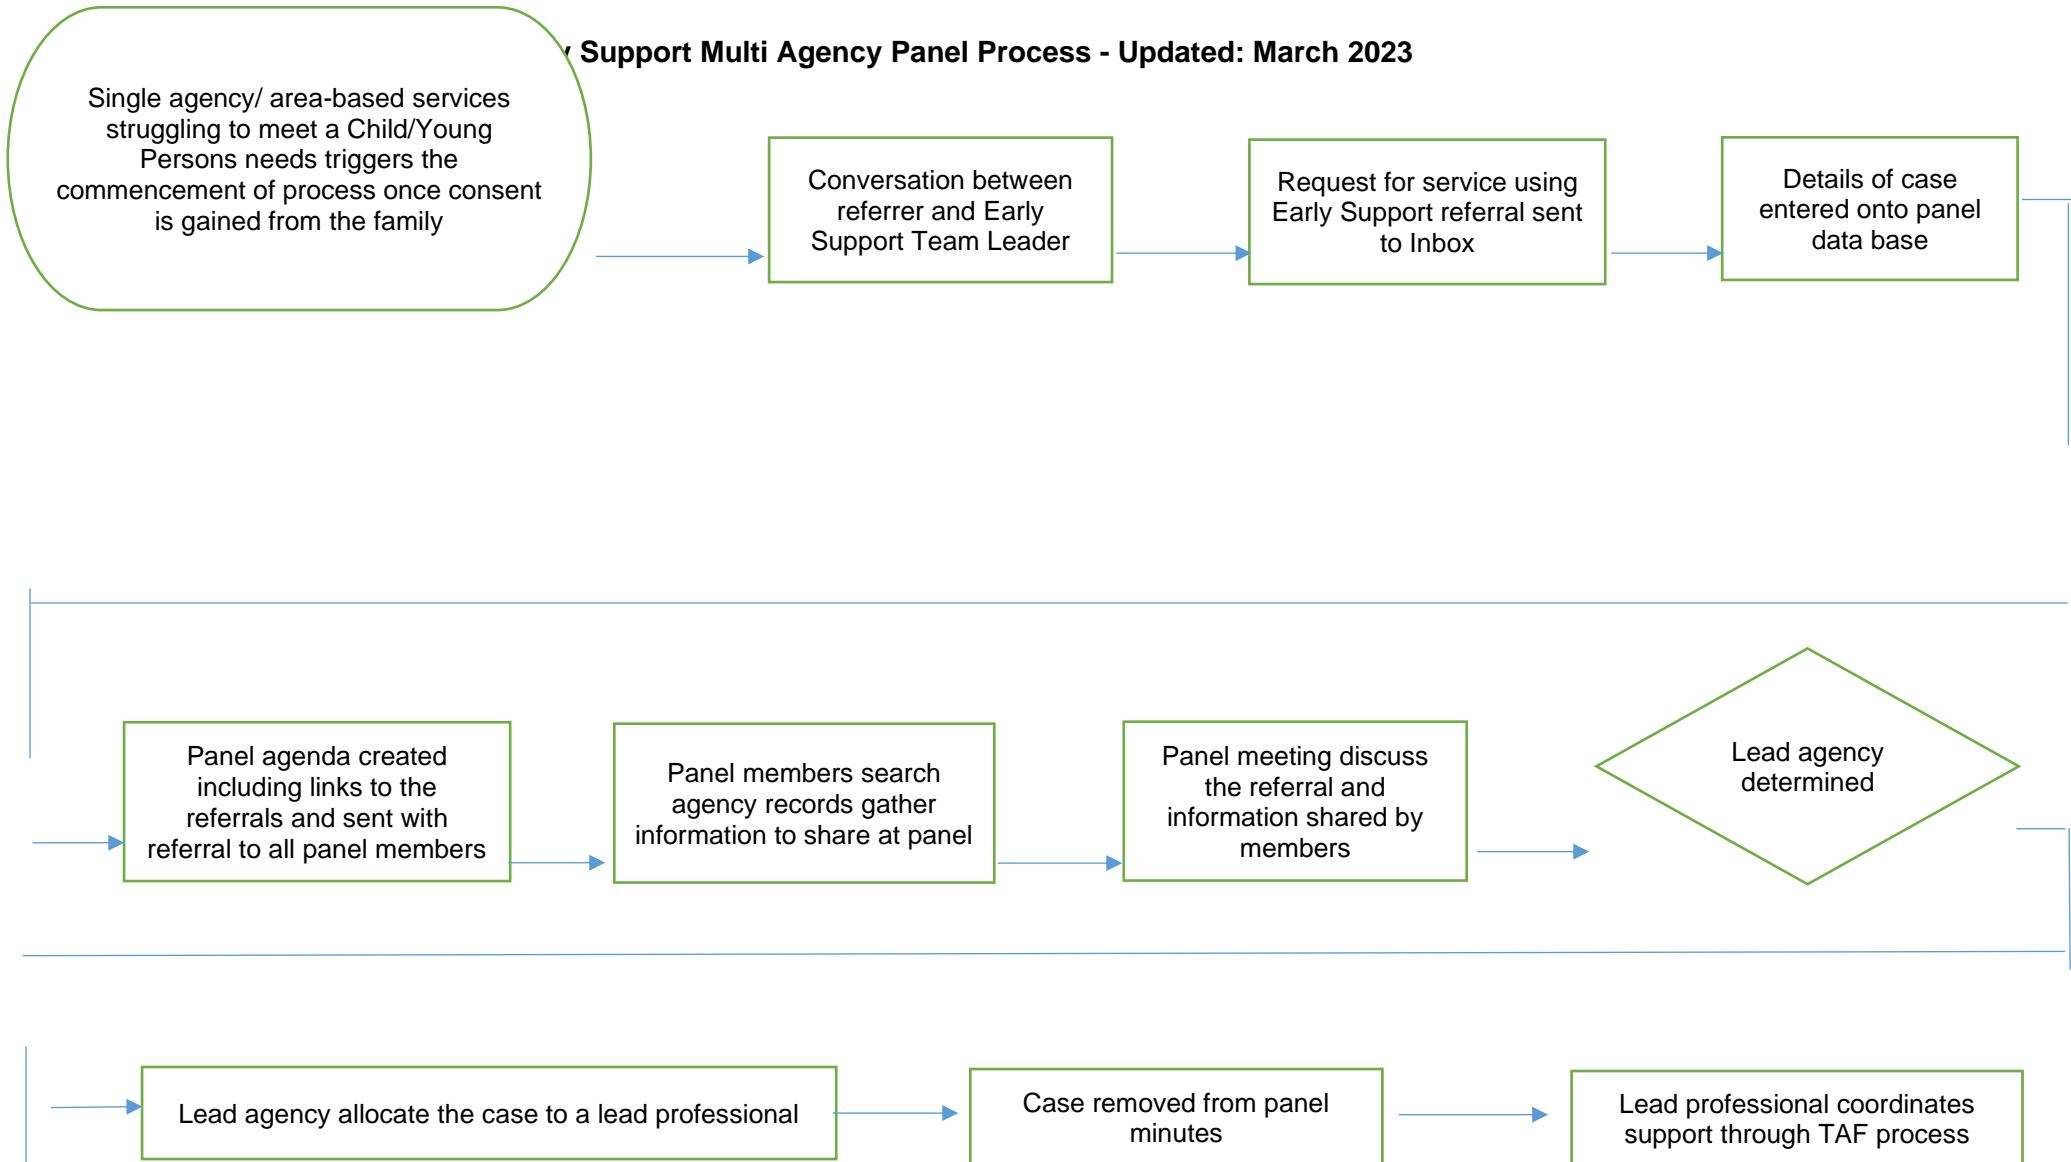 Support Multi Agency Panel Process - Updated: March 2023
Single agency/ area-based services
struggling to meet a Child/Young
Persons needs triggers the
commencement of process once consent
is gained from the family
Conversation between
referrer and Early
Support Team Leader
Request for service using
Early Support referral sent
to Inbox
Details of case
entered onto panel
data base
Panel agenda created
including links to the
referrals and sent with
referral to all panel members
Panel members search
agency records gather
information to share at panel
Panel meeting discuss
the referral and
information shared by
members
Lead agency
determined
Lead agency allocate the case to a lead professional
Case removed from panel
minutes
Lead professional coordinates
support through TAF process